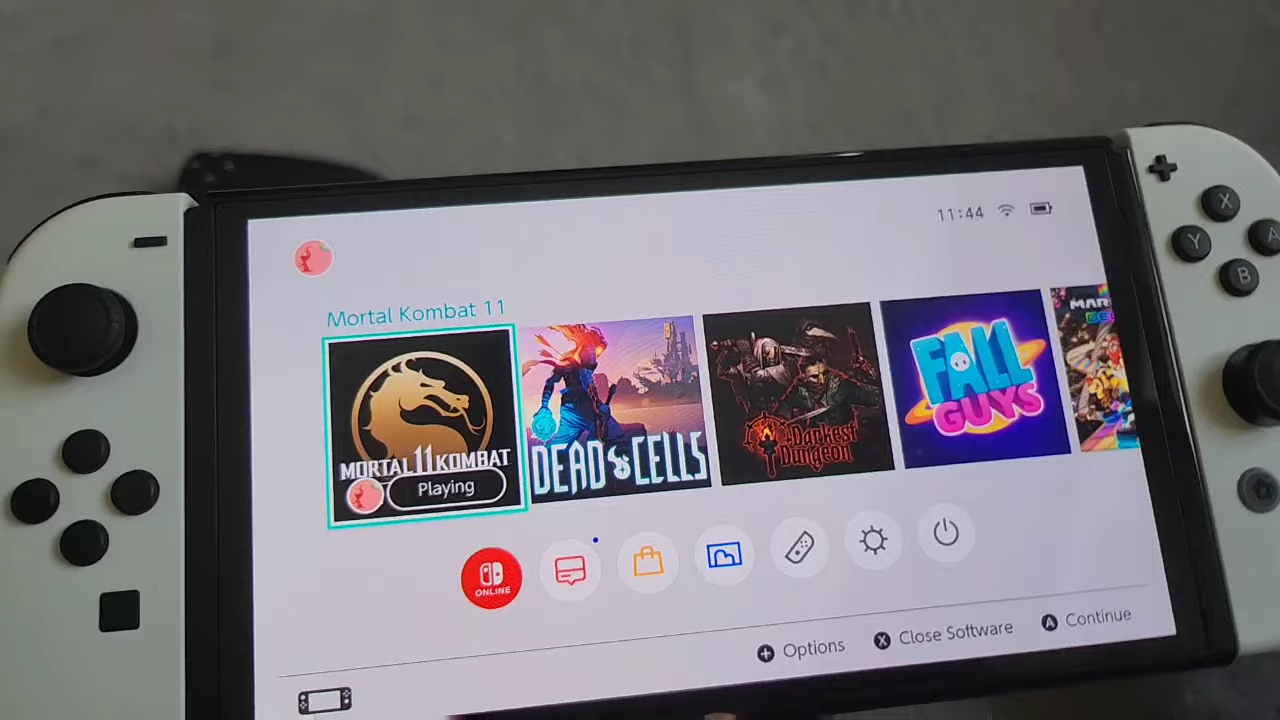 11:44
Mortal Kombat 11
MORTAL 11 KOMBAT
Playing
DEAD CELLS
Darkest
Dungeon
FALL
GUYS
MAR
ONLINE
Options
Close Software
Continue
X
Y
A
B
X
A